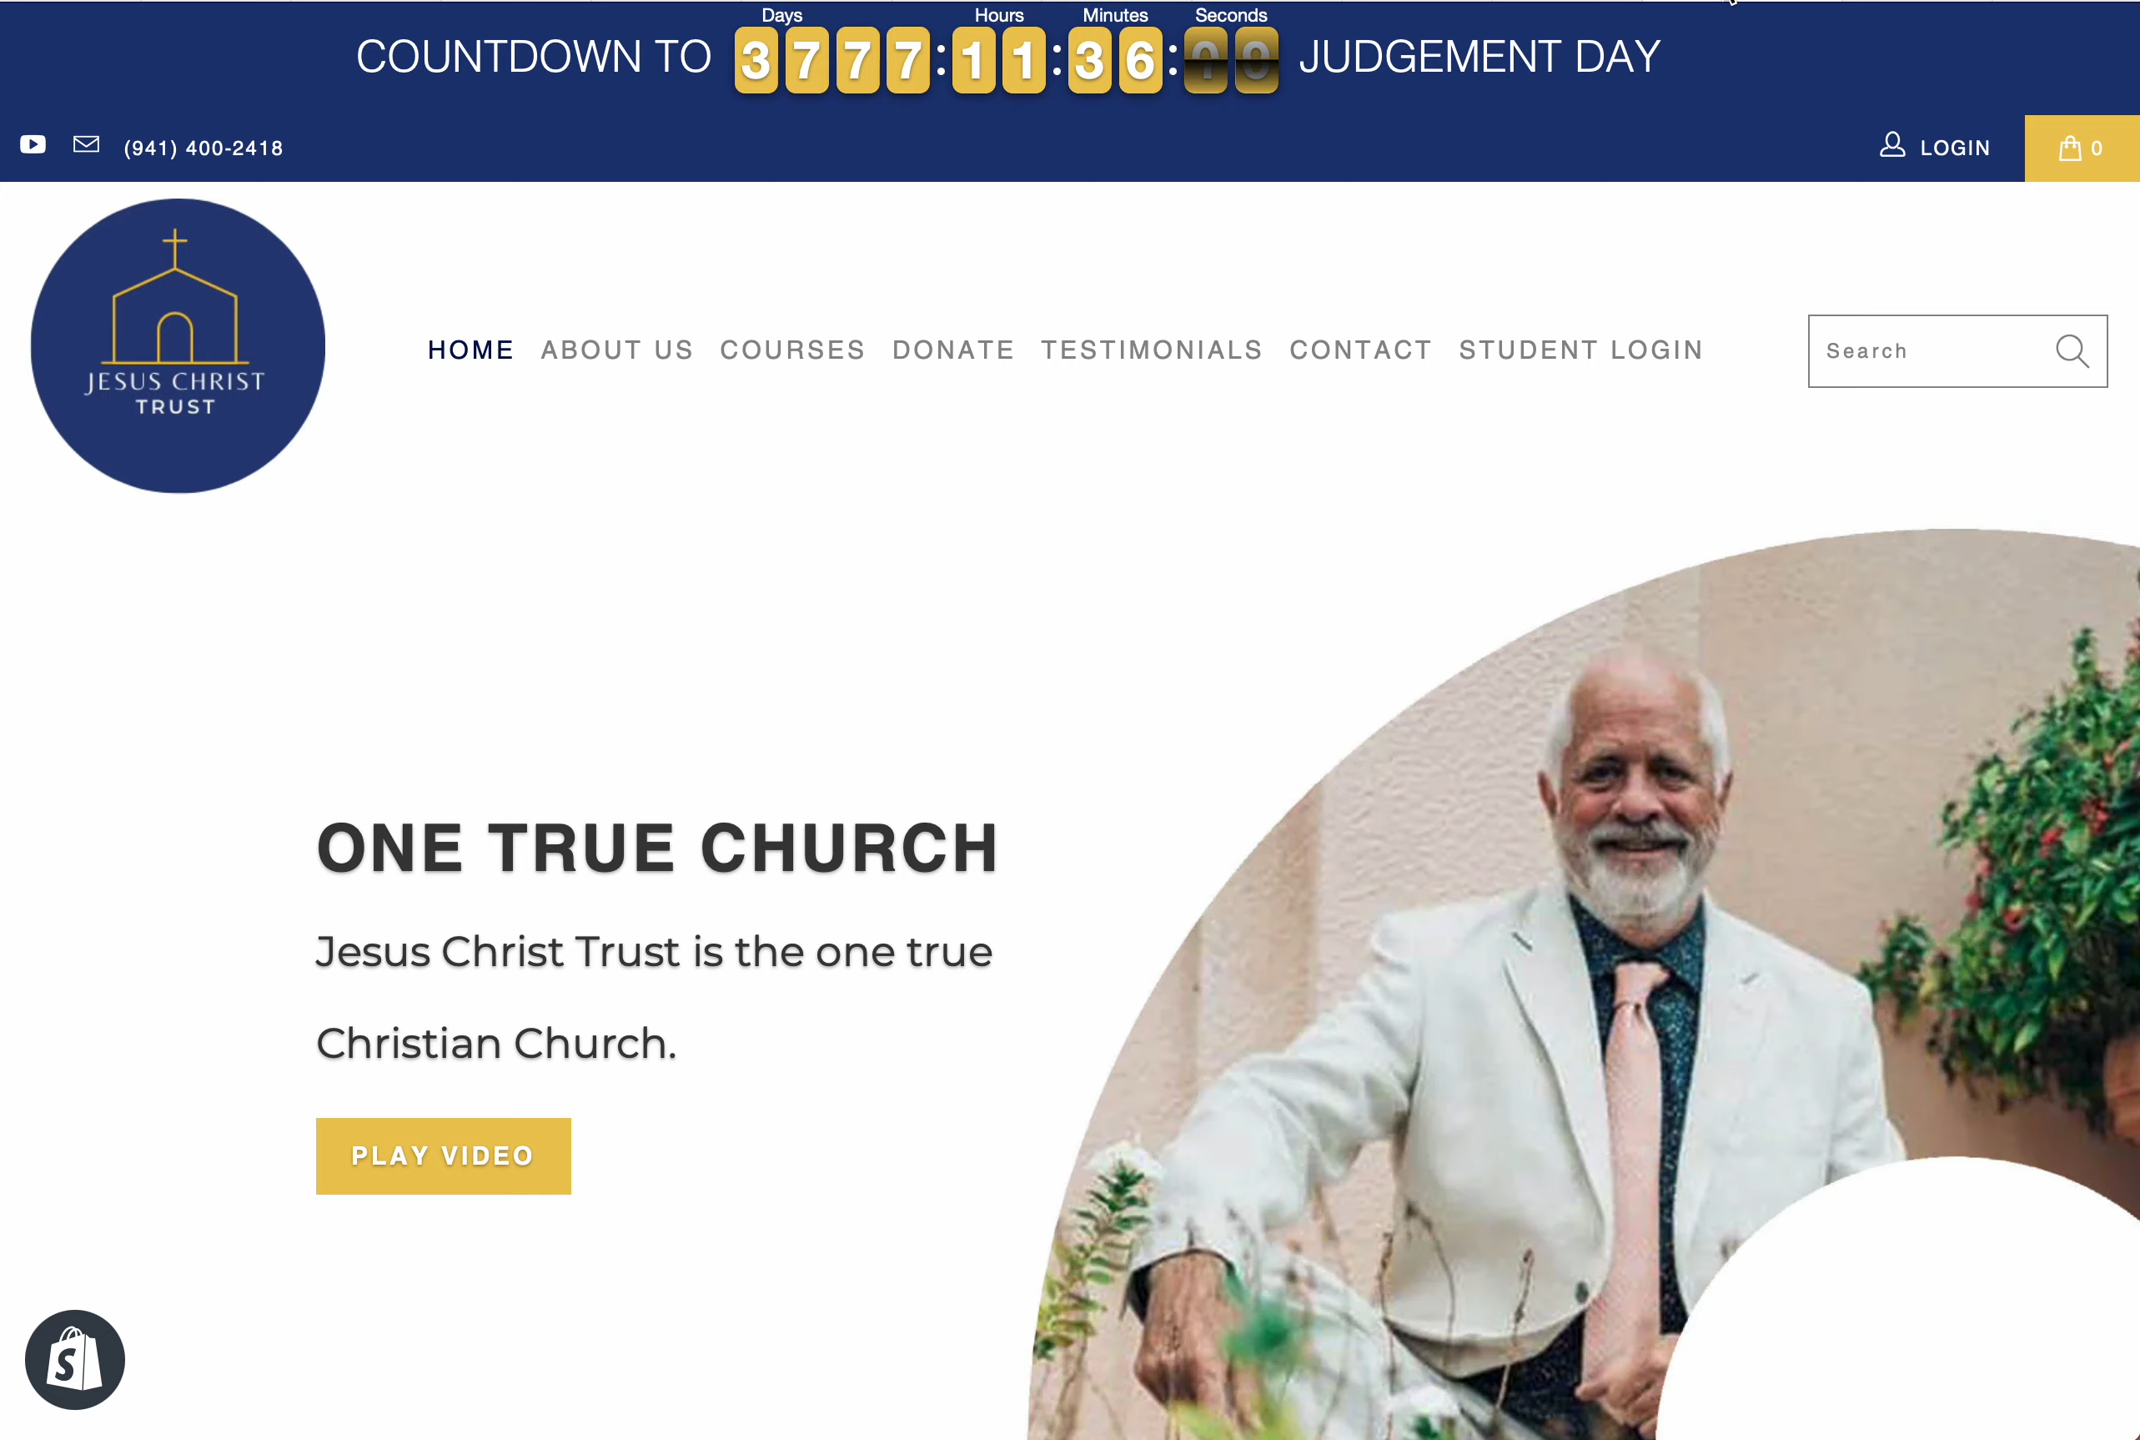 Days Hours Minutes Seconds
COUNTDOWN TO 3777:11:36: JUDGEMENT DAY
(941) 400-2418 LOGIN 0
JESUS CHRIST
TRUST
HOME ABOUT US COURSES DONATE TESTIMONIALS CONTACT STUDENT LOGIN Search
ONE TRUE CHURCH
Jesus Christ Trust is the one true
Christian Church.
PLAY VIDEO
S